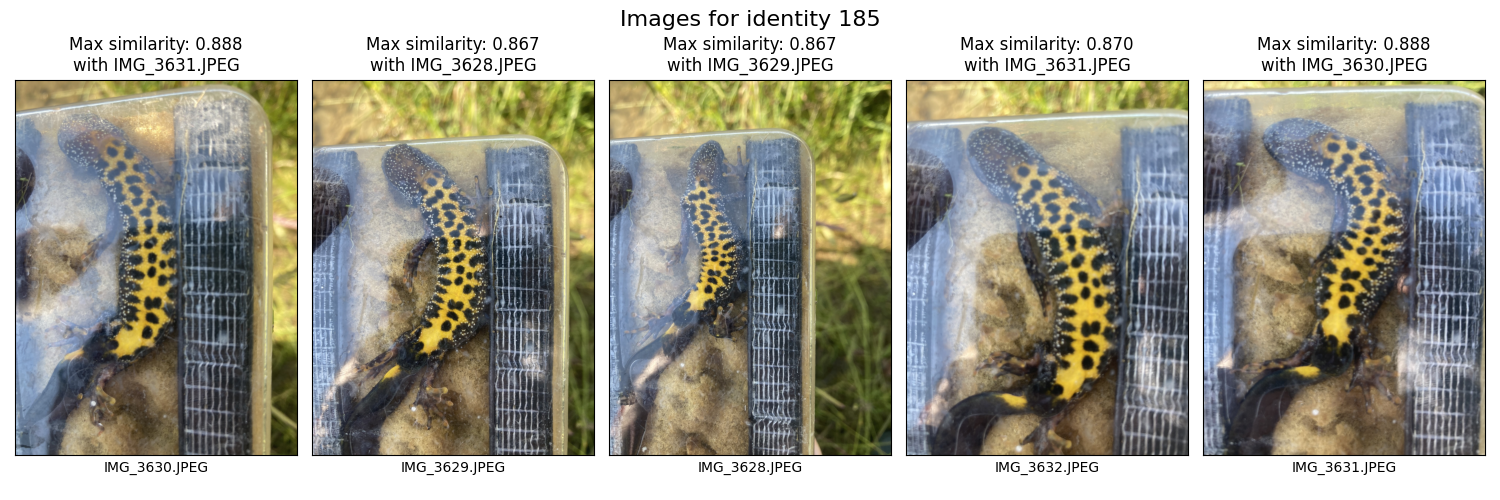 Images for identity 185
Max similarity: 0.888
with IMG_3631.JPEG
Max similarity: 0.867
with IMG_3628.JPEG
Max similarity: 0.867
with IMG_3629.JPEG
Max similarity: 0.870
with IMG_3631.JPEG
Max similarity: 0.888
with IMG_3630.JPEG
IMG_3630.JPEG
IMG_3629.JPEG
IMG_3628.JPEG
IMG_3632.JPEG
IMG_3631.JPEG